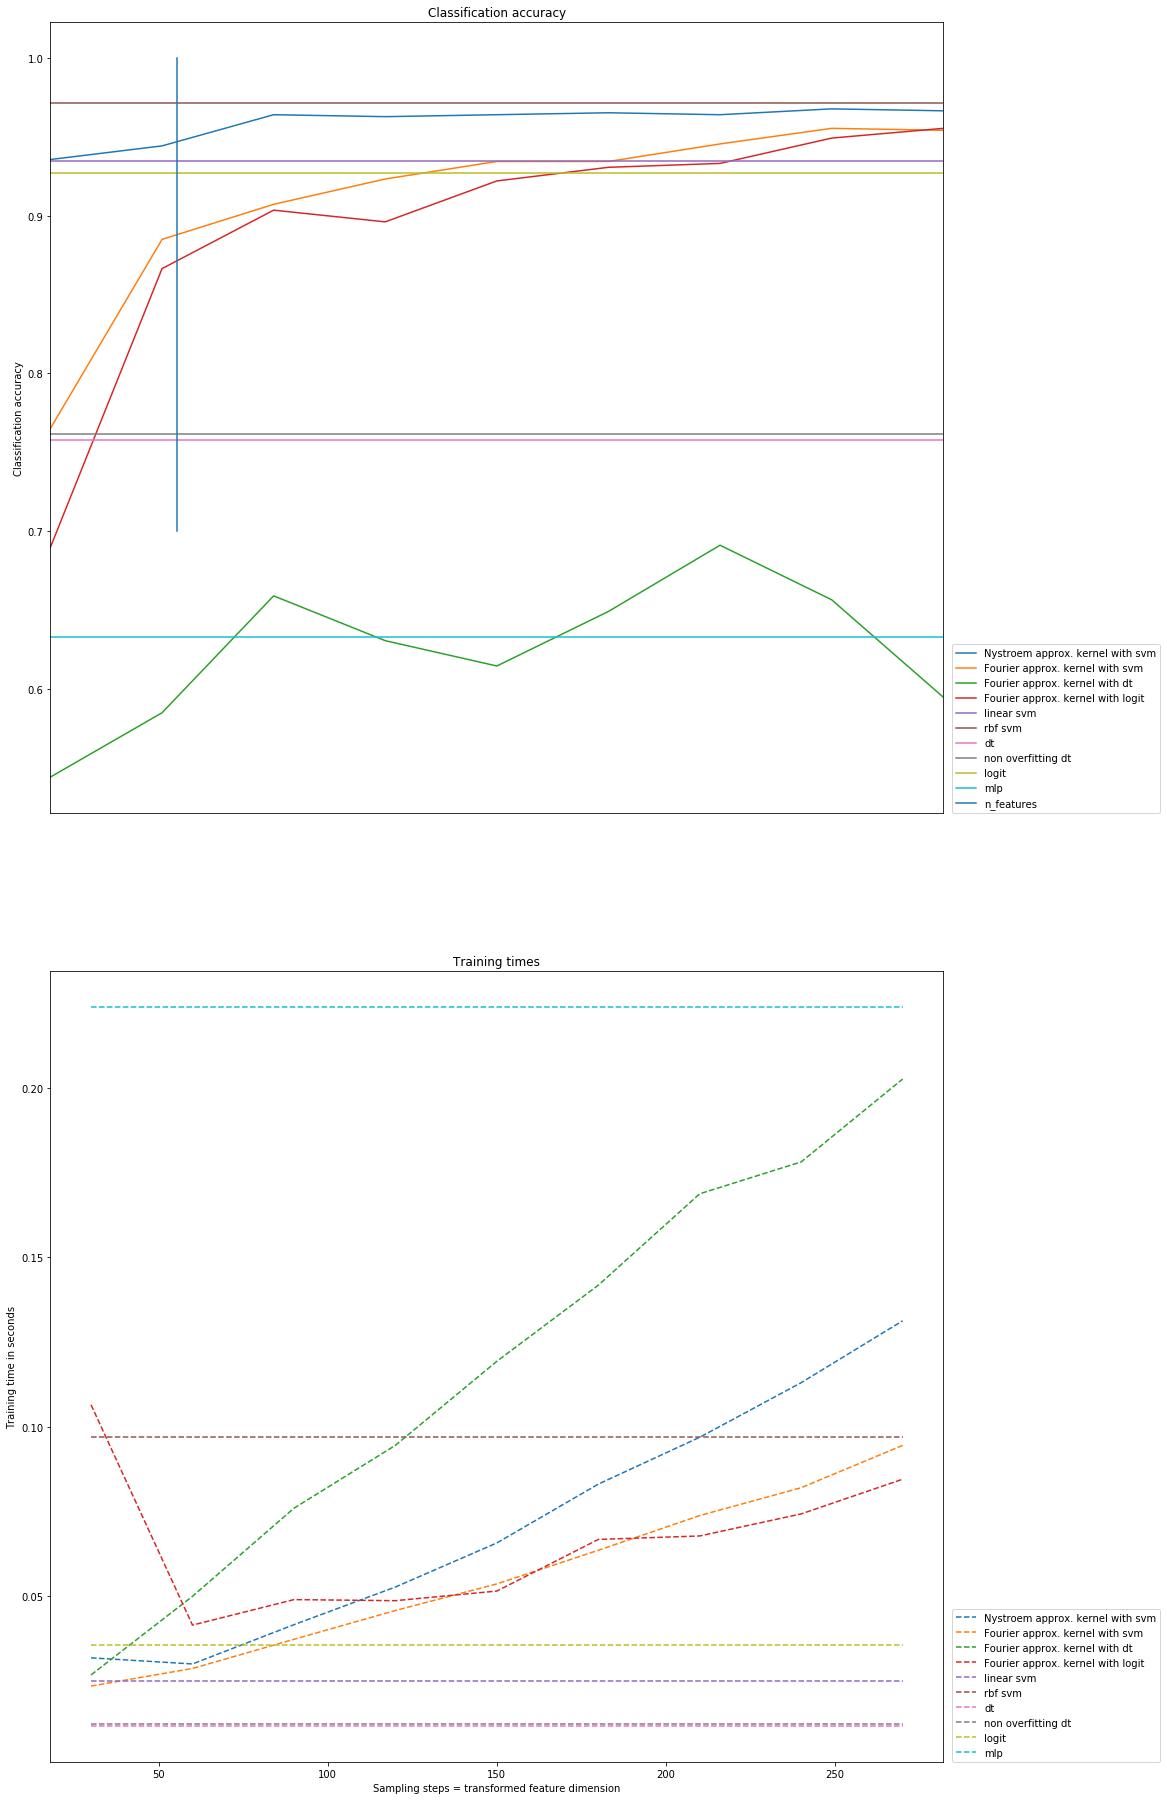 Classification accuracy
Classification accuracy
1.0
0.9
0.8
0.7
0.6
Nystroem approx. kernel with svm
Fourier approx. kernel with svm
Fourier approx. kernel with dt
Fourier approx. kernel with logit
linear svm
rbf svm
dt
non overfitting dt
logit
mlp
n_features
Training times
Training time in seconds
0.20
0.15
0.10
0.05
Nystroem approx. kernel with svm
Fourier approx. kernel with svm
Fourier approx. kernel with dt
Fourier approx. kernel with logit
linear svm
rbf svm
dt
non overfitting dt
logit
mlp
50 100 150 200 250
Sampling steps = transformed feature dimension